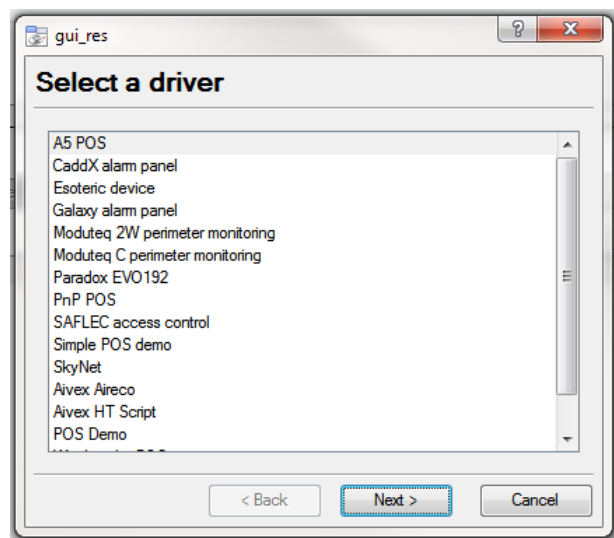 gui_res
Select a driver
A5 POS
CaddX alarm panel
Esoteric device
Galaxy alarm panel
Moduteq 2W perimeter monitoring
Moduteq C perimeter monitoring
Paradox EVO192
PnP POS
SAFLEC access control
Simple POS demo
SkyNet
Aivex Aireco
Aivex HT Script
POS Demo
< Back
Next >
Cancel